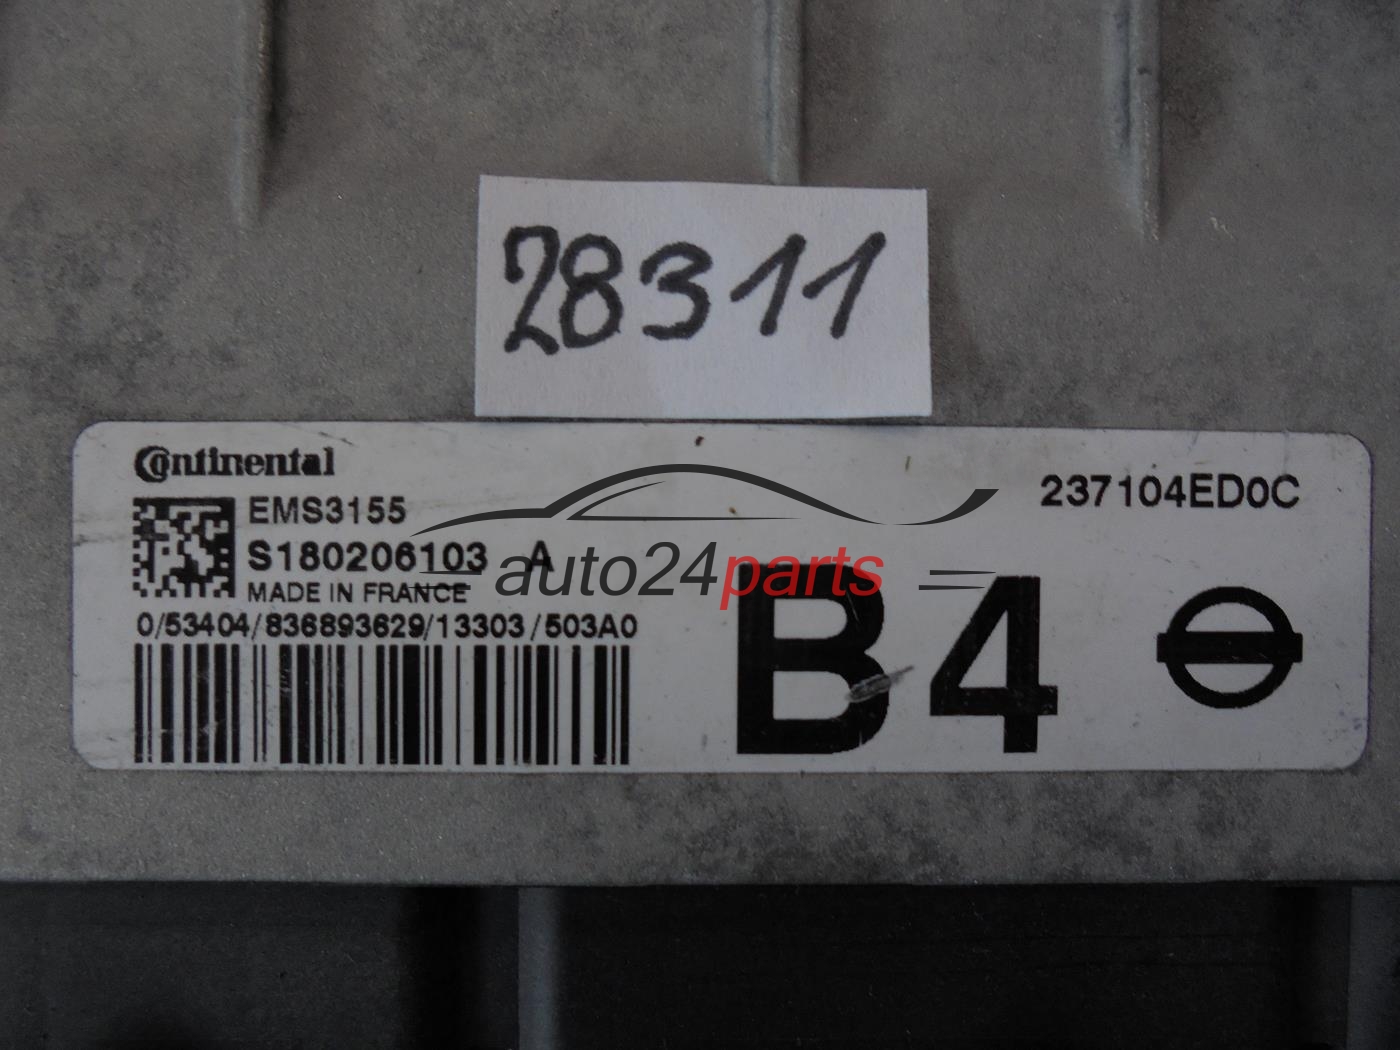 28311
Continental
EMS3155
S180206103 A
MADE IN FRANCE
0/53404/836893629/13303/503A0
237104ED0C
B4
auto24parts